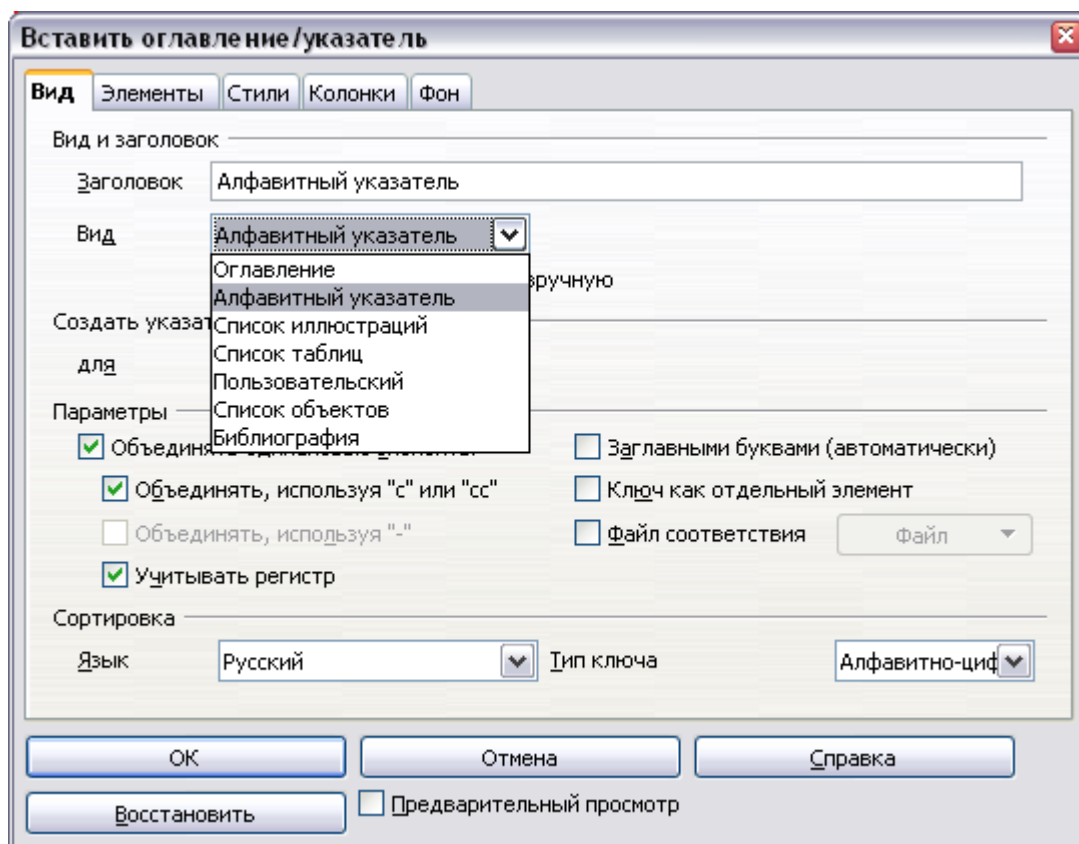 Вставить оглавление/указатель
Вид Элементы Стили Колонки Фон
Вид и заголовок
Заголовок Алфавитный указатель
Вид Алфавитный указатель
Оглавление
Алфавитный указатель
Список иллюстраций
Список таблиц
Пользовательский
Список объектов
Библиография
вручную
Создать
для
Параметры
Заглавными буквами (автоматически)
Объединять, используя "с" или "сс" Ключ как отдельный элемент
Объединять, используя "-" Файл соответствия Файл
Учитывать регистр
Сортировка
Язык Русский Тип ключа Алфавитно-циф
ОК Отмена Справка
Восстановить Предварительный просмотр